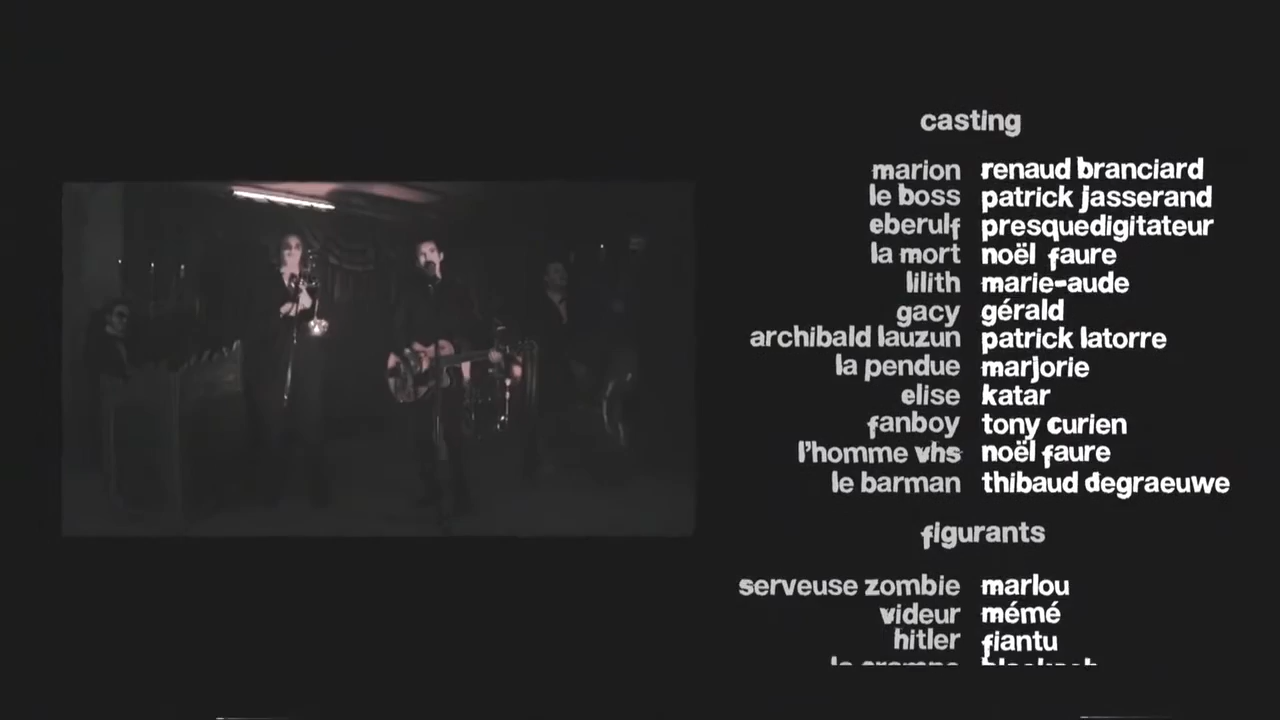 casting
marion renaud branciard
le boss patrick jasserand
eberulf presquedigitateur
la mort noël faure
lilith marie-aude
gacy gérald
archibald lauzun patrick latorre
la pendue marjorie
elise katar
fanboy tony curien
l'homme vhs noël faure
le barman thibaud degraeuwe
figurants
serveuse zombie marlou
videur mémé
hitler fiantu